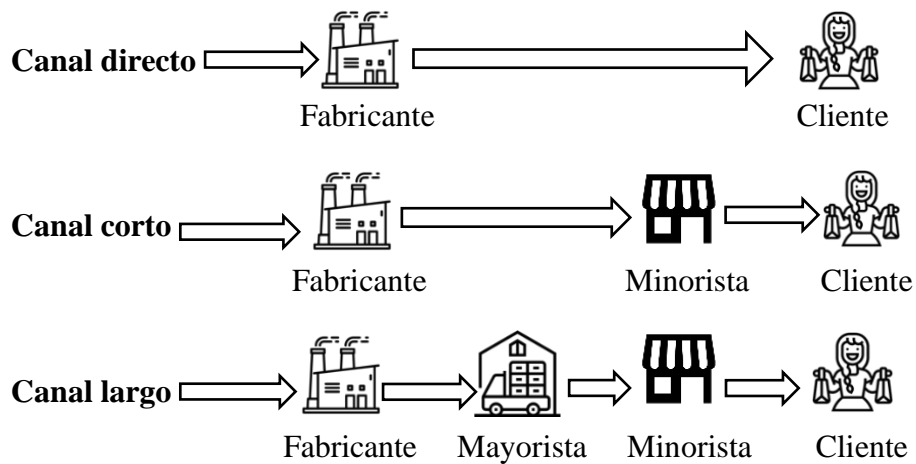 Canal directo
Fabricante Cliente
Canal corto
Fabricante Minorista Cliente
Canal largo
Fabricante Mayorista Minorista Cliente